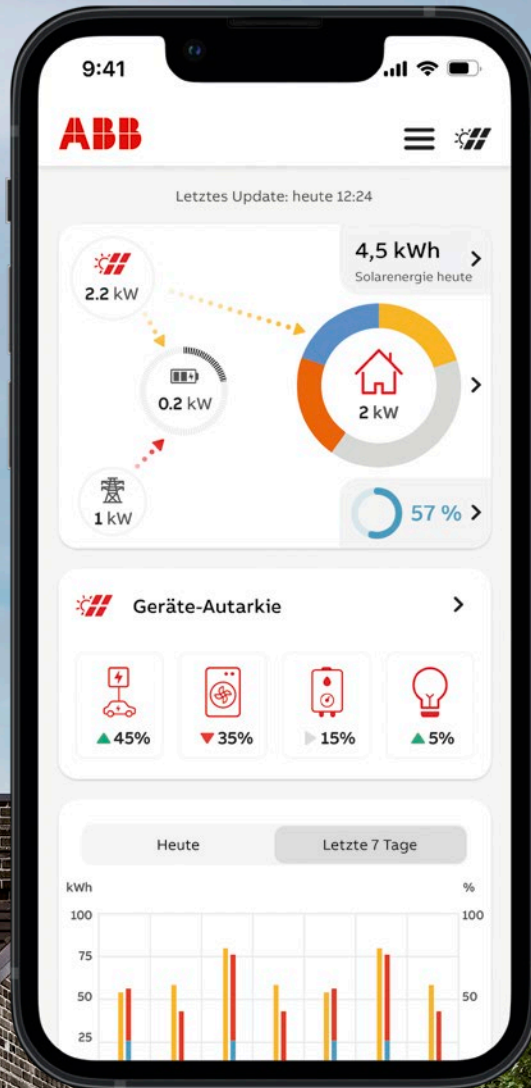 9:41
ABB
Letztes Update: heute 12:24
4,5 kWh
Solarenergie heute
2.2 kW
0.2 kW
2 kW
1 kW
57 %
Geräte-Autarkie
45%
35%
15%
5%
Heute
Letzte 7 Tage
kWh
%
100
100
75
50
50
25